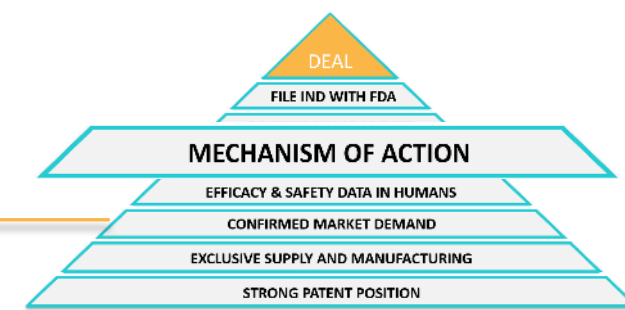 DEAL
FILE IND WITH FDA
MECHANISM OF ACTION
EFFICACY & SAFETY DATA IN HUMANS
CONFIRMED MARKET DEMAND
EXCLUSIVE SUPPLY AND MANUFACTURING
STRONG PATENT POSITION